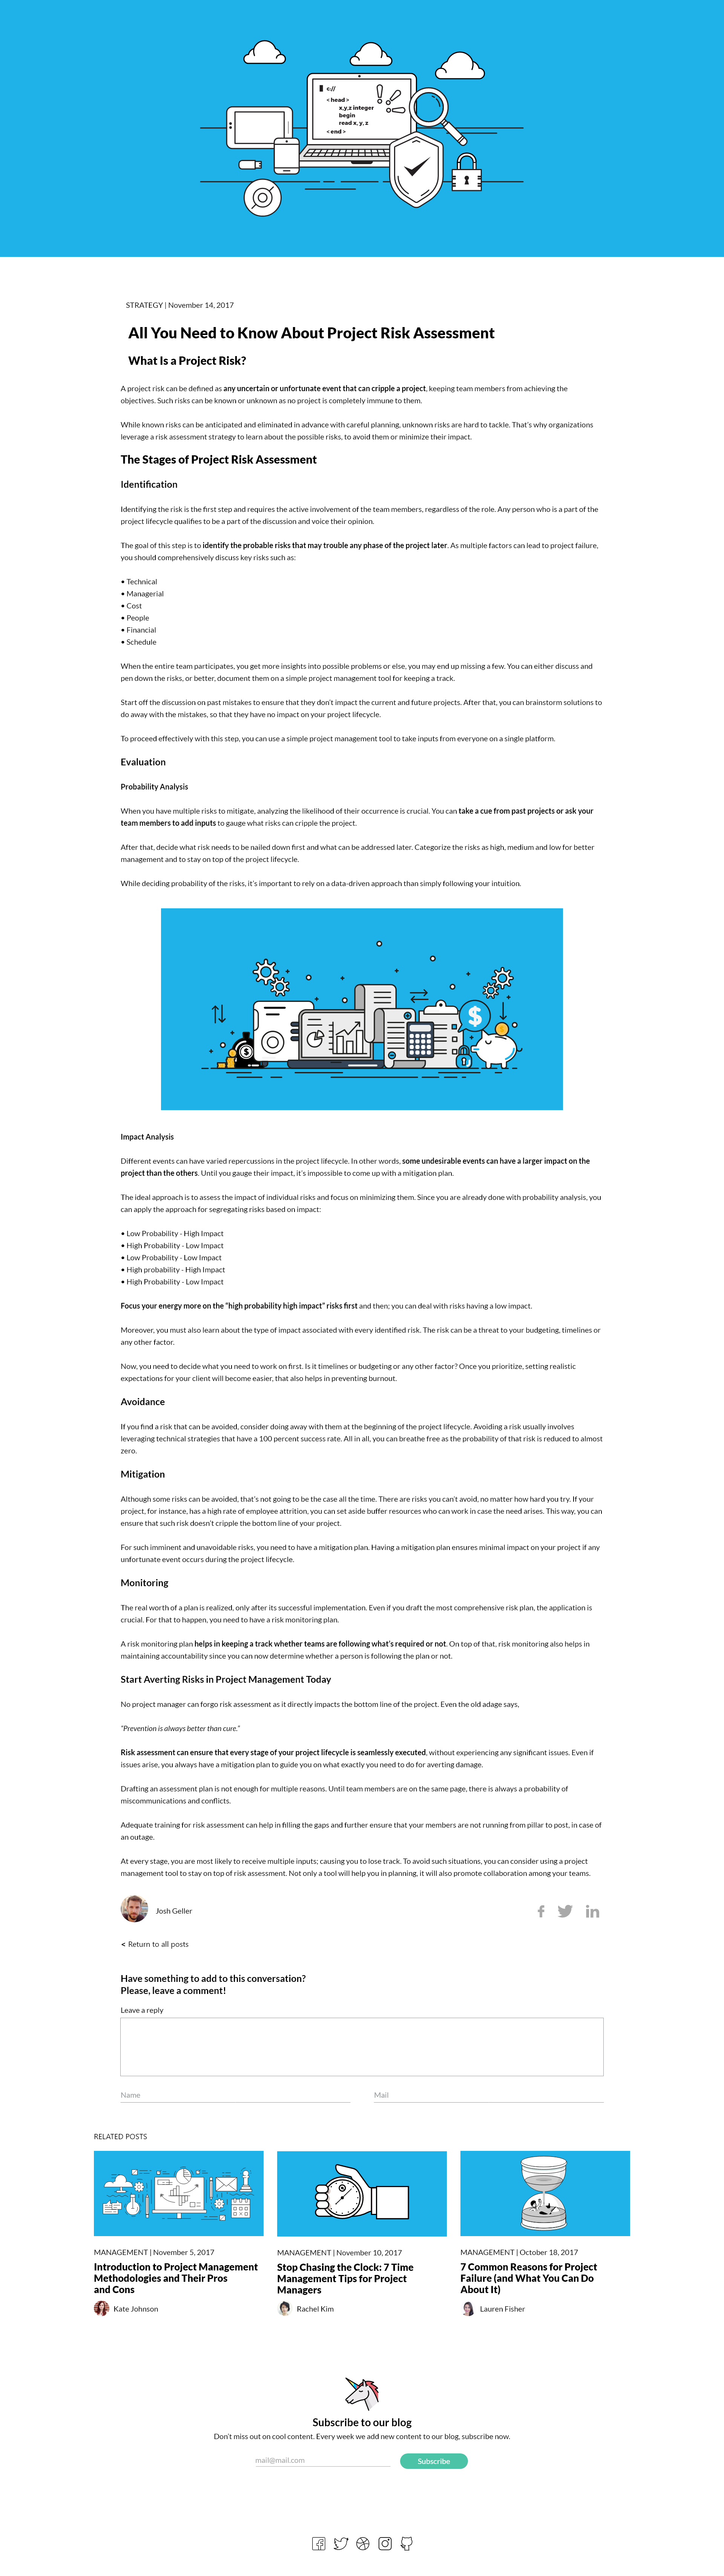 c://
<head>
x,y,z integer
begin
read x, y, z
<end>
STRATEGY | November 14, 2017
All You Need to Know About Project Risk Assessment
What Is a Project Risk?
A project risk can be defined as any uncertain or unfortunate event that can cripple a project, keeping team members from achieving the
objectives. Such risks can be known or unknown as no project is completely immune to them.
While known risks can be anticipated and eliminated in advance with careful planning, unknown risks are hard to tackle. That's why organizations
leverage a risk assessment strategy to learn about the possible risks, to avoid them or minimize their impact.
The Stages of Project Risk Assessment
Identification
Identifying the risk is the first step and requires the active involvement of the team members, regardless of the role. Any person who is a part of the
project lifecycle qualifies to be a part of the discussion and voice their opinion.
The goal of this step is to identify the probable risks that may trouble any phase of the project later. As multiple factors can lead to project failure,
you should comprehensively discuss key risks such as:
• Technical
• Managerial
• Cost
• People
• Financial
• Schedule
When the entire team participates, you get more insights into possible problems or else, you may end up missing a few. You can either discuss and
pen down the risks, or better, document them on a simple project management tool for keeping a track.
Start off the discussion on past mistakes to ensure that they don't impact the current and future projects. After that, you can brainstorm solutions to
do away with the mistakes, so that they have no impact on your project lifecycle.
To proceed effectively with this step, you can use a simple project management tool to take inputs from everyone on a single platform.
Evaluation
Probability Analysis
When you have multiple risks to mitigate, analyzing the likelihood of their occurrence is crucial. You can take a cue from past projects or ask your
team members to add inputs to gauge what risks can cripple the project.
After that, decide what risk needs to be nailed down first and what can be addressed later. Categorize the risks as high, medium and low for better
management and to stay on top of the project lifecycle.
While deciding probability of the risks, it's important to rely on a data-driven approach than simply following your intuition.
$
$
Impact Analysis
Different events can have varied repercussions in the project lifecycle. In other words, some undesirable events can have a larger impact on the
project than the others. Until you gauge their impact, it's impossible to come up with a mitigation plan.
The ideal approach is to assess the impact of individual risks and focus on minimizing them. Since you are already done with probability analysis, you
can apply the approach for segregating risks based on impact:
• Low Probability - High Impact
• High Probability - Low Impact
• Low Probability - Low Impact
• High probability - High Impact
• High Probability - Low Impact
Focus your energy more on the "high probability high impact" risks first and then; you can deal with risks having a low impact.
Moreover, you must also learn about the type of impact associated with every identified risk. The risk can be a threat to your budgeting, timelines or
any other factor.
Now, you need to decide what you need to work on first. Is it timelines or budgeting or any other factor? Once you prioritize, setting realistic
expectations for your client will become easier, that also helps in preventing burnout.
Avoidance
If you find a risk that can be avoided, consider doing away with them at the beginning of the project lifecycle. Avoiding a risk usually involves
leveraging technical strategies that have a 100 percent success rate. All in all, you can breathe free as the probability of that risk is reduced to almost
zero.
Mitigation
Although some risks can be avoided, that's not going to be the case all the time. There are risks you can't avoid, no matter how hard you try. If your
project, for instance, has a high rate of employee attrition, you can set aside buffer resources who can work in case the need arises. This way, you can
ensure that such risk doesn't cripple the bottom line of your project.
For such imminent and unavoidable risks, you need to have a mitigation plan. Having a mitigation plan ensures minimal impact on your project if any
unfortunate event occurs during the project lifecycle.
Monitoring
The real worth of a plan is realized, only after its successful implementation. Even if you draft the most comprehensive risk plan, the application is
crucial. For that to happen, you need to have a risk monitoring plan.
A risk monitoring plan helps in keeping a track whether teams are following what's required or not. On top of that, risk monitoring also helps in
maintaining accountability since you can now determine whether a person is following the plan or not.
Start Averting Risks in Project Management Today
No project manager can forgo risk assessment as it directly impacts the bottom line of the project. Even the old adage says,
"Prevention is always better than cure."
Risk assessment can ensure that every stage of your project lifecycle is seamlessly executed, without experiencing any significant issues. Even if
issues arise, you always have a mitigation plan to guide you on what exactly you need to do for averting damage.
Drafting an assessment plan is not enough for multiple reasons. Until team members are on the same page, there is always a probability of
miscommunications and conflicts.
Adequate training for risk assessment can help in filling the gaps and further ensure that your members are not running from pillar to post, in case of
an outage.
At every stage, you are most likely to receive multiple inputs; causing you to lose track. To avoid such situations, you can consider using a project
management tool to stay on top of risk assessment. Not only a tool will help you in planning, it will also promote collaboration among your teams.
Josh Geller
< Return to all posts
Have something to add to this conversation?
Please, leave a comment!
Leave a reply
Name
Mail
RELATED POSTS
MANAGEMENT | November 5, 2017
Introduction to Project Management
Methodologies and Their Pros
and Cons
Kate Johnson
MANAGEMENT | November 10, 2017
Stop Chasing the Clock: 7 Time
Management Tips for Project
Managers
Rachel Kim
MANAGEMENT | October 18, 2017
7 Common Reasons for Project
Failure (and What You Can Do
About It)
Lauren Fisher
Subscribe to our blog
Don't miss out on cool content. Every week we add new content to our blog, subscribe now.
mail@mail.com
Subscribe